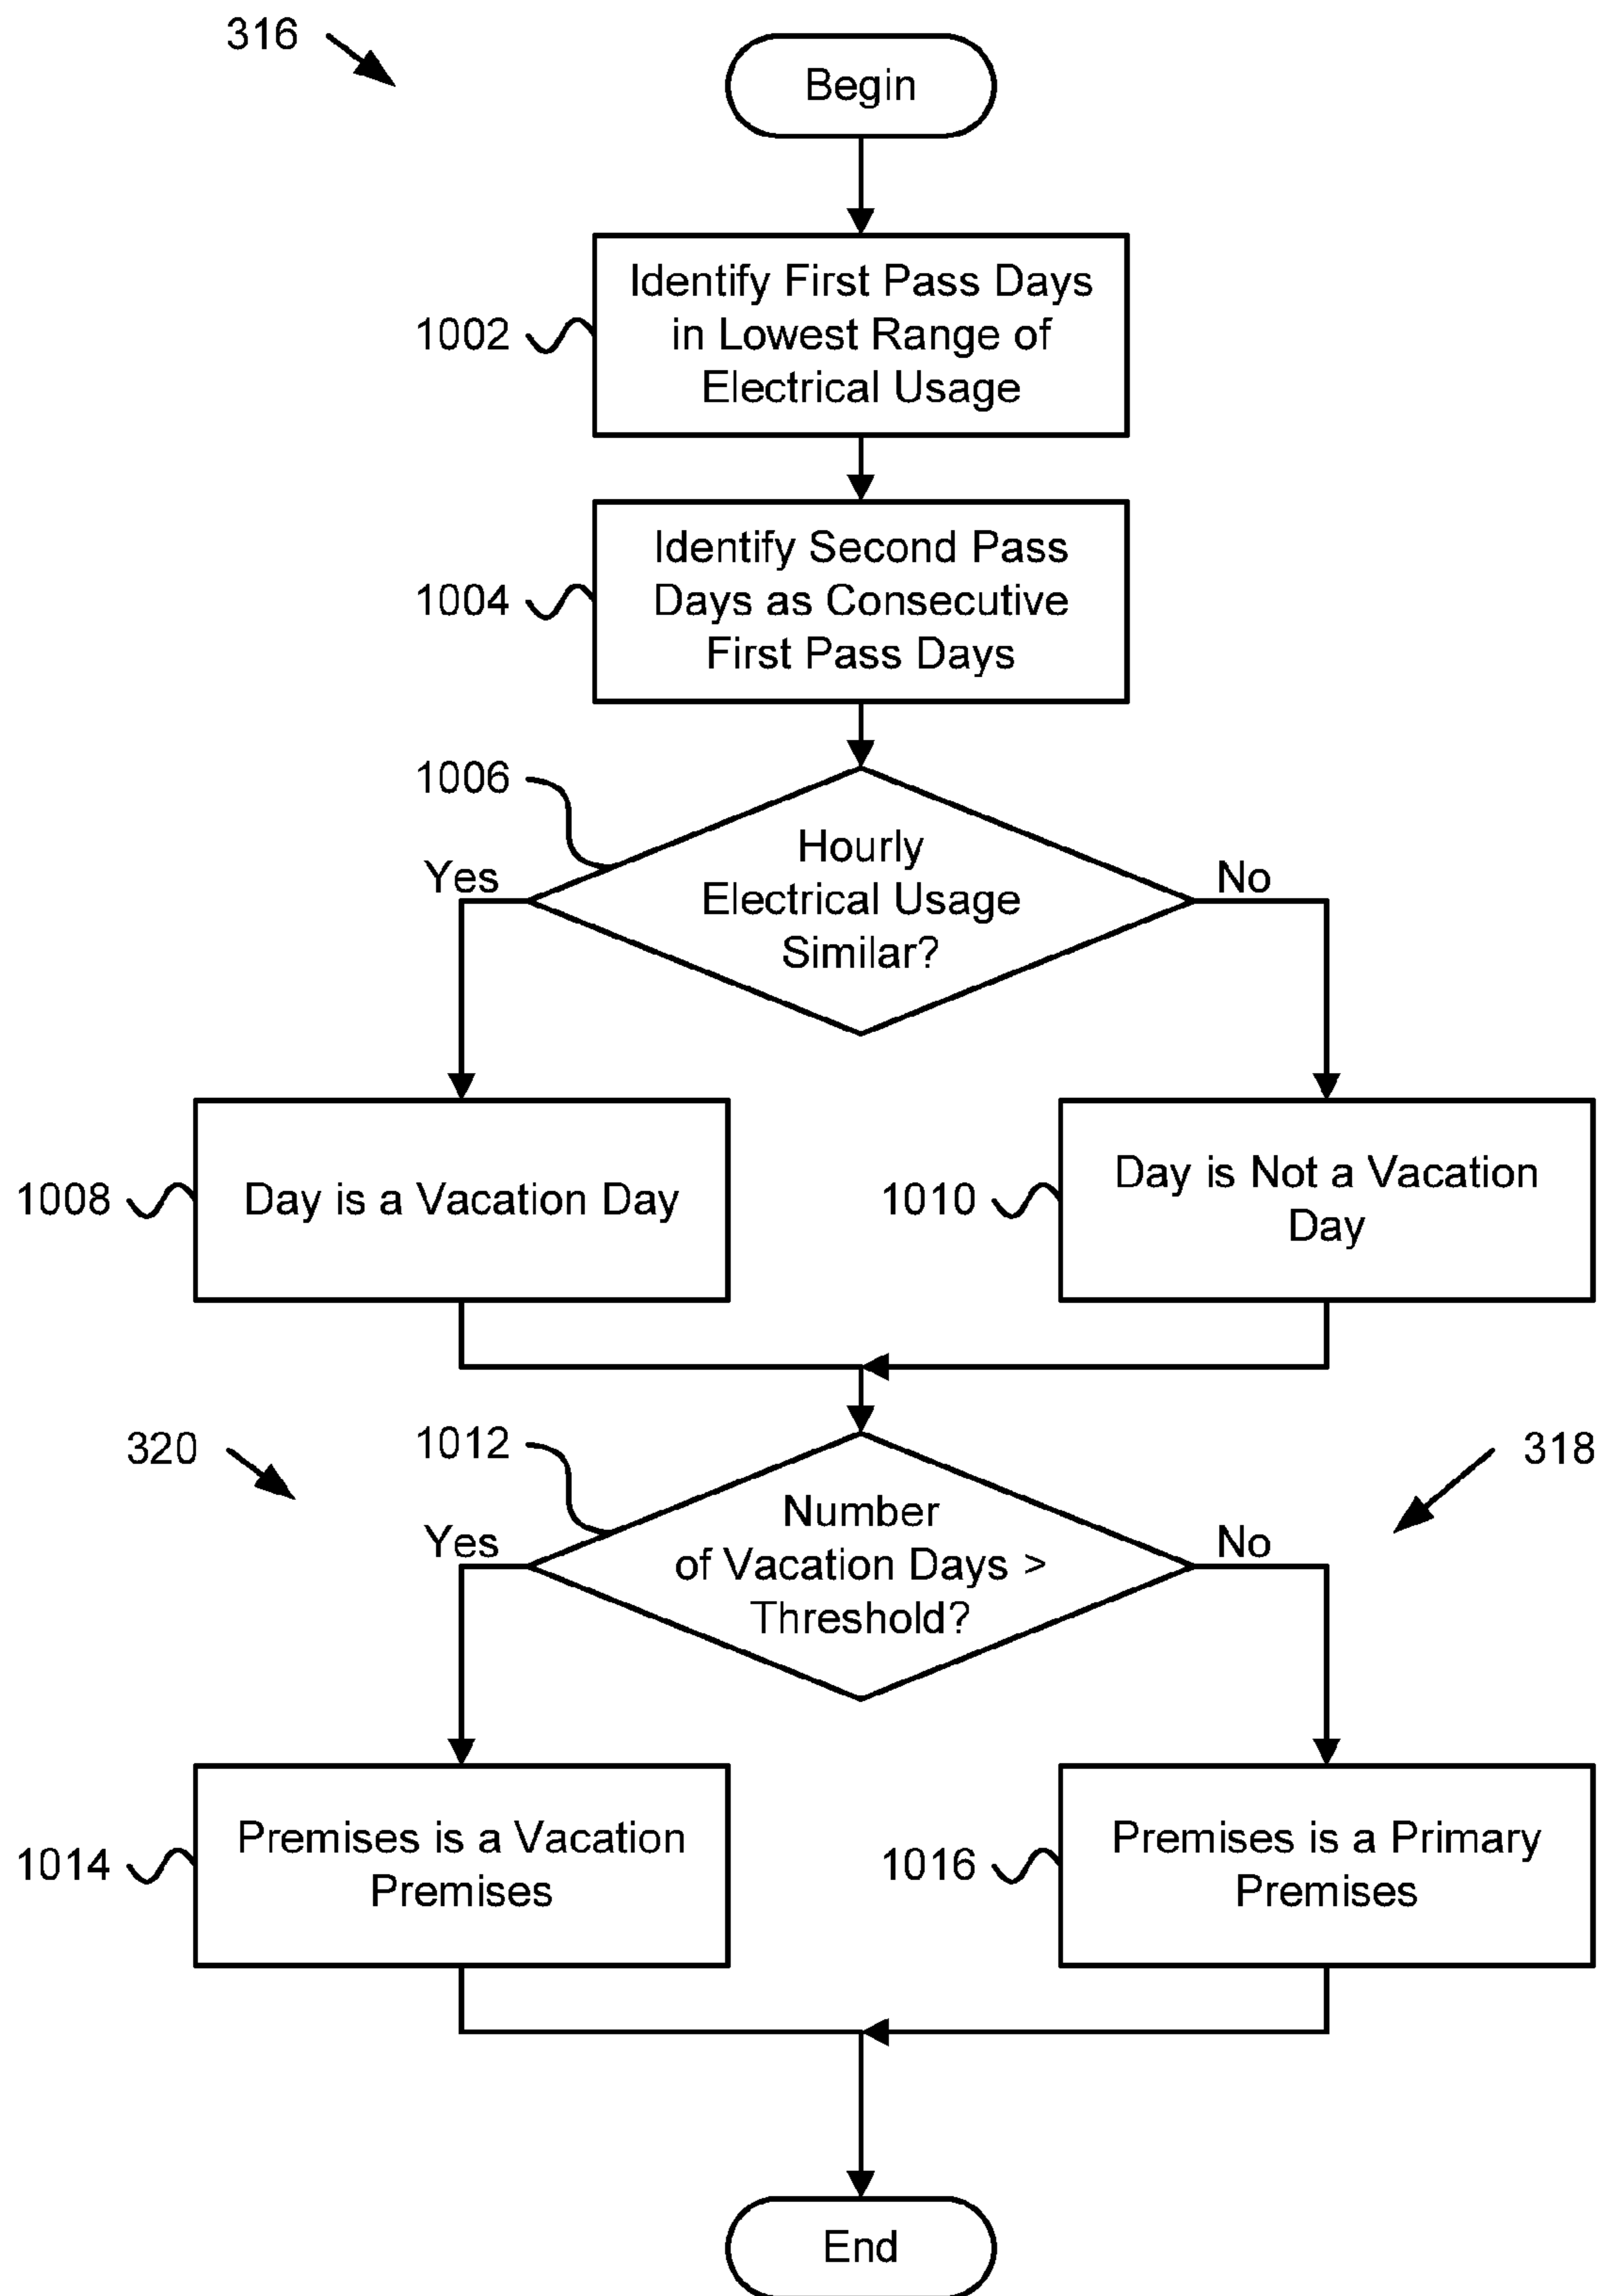 316
Begin
Identify First Pass Days
in Lowest Range of
Electrical Usage
1002
Identify Second Pass
Days as Consecutive
First Pass Days
1004
1006
Hourly
Electrical Usage
Similar?
Yes
No
1008
Day is a Vacation Day
1010
Day is Not a Vacation
Day
320
1012
318
Number
of Vacation Days >
Threshold?
Yes
No
1014
Premises is a Vacation
Premises
1016
Premises is a Primary
Premises
End